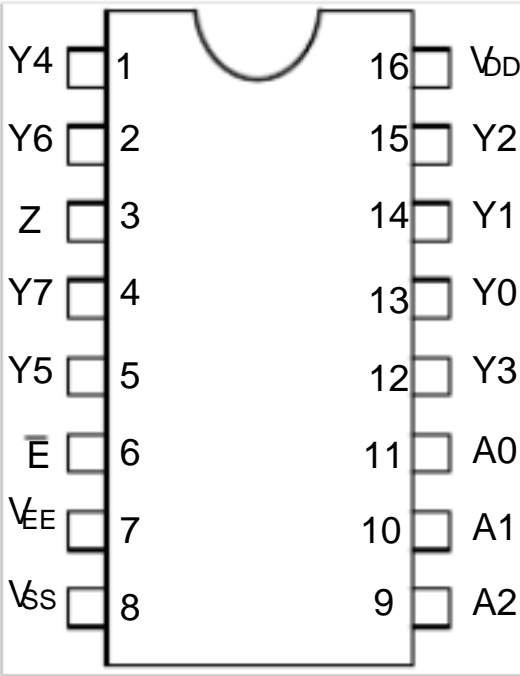 Y4 1 16 VDD
Y6 2 15 Y2
Z 3 14 Y1
Y7 4 13 Y0
Y5 5 12 Y3
E̅ 6 11 A0
VEE 7 10 A1
VSS 8 9 A2